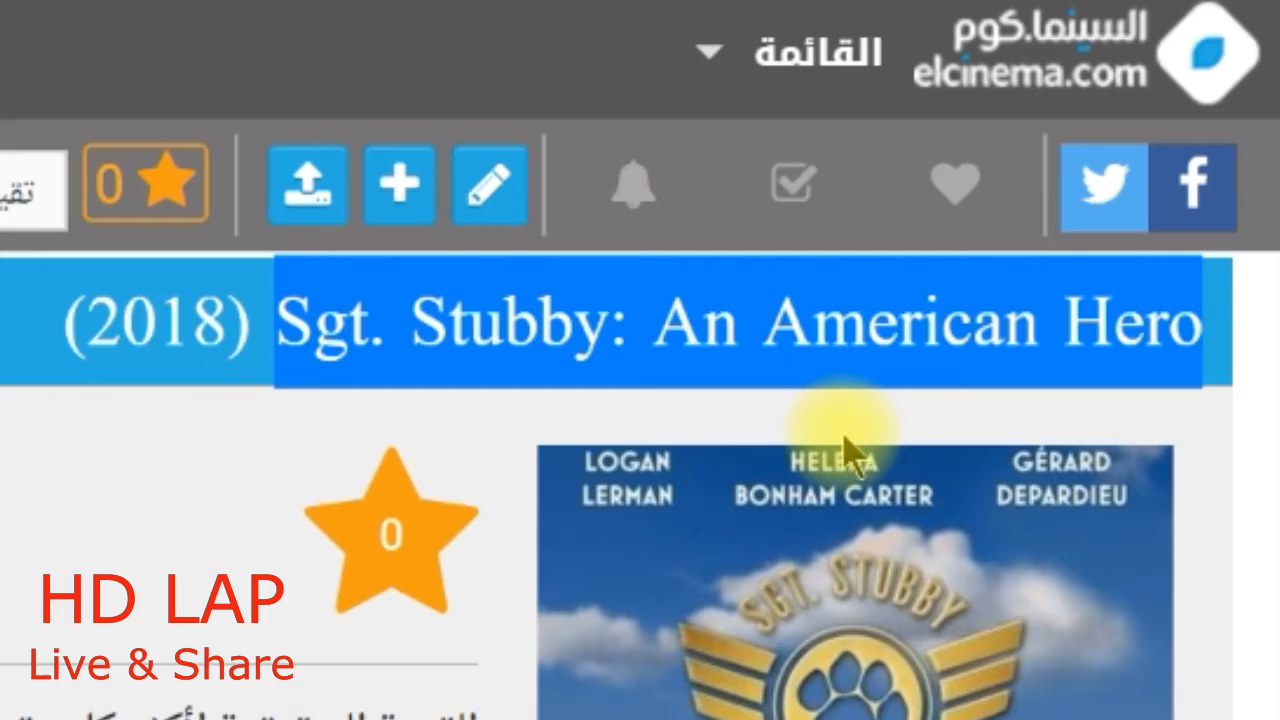 السينما.كوم
elcinema.com
القائمة
0
(2018) Sgt. Stubby: An American Hero
0
LOGAN LERMAN
HELENA BONHAM CARTER
GÉRARD DEPARDIEU
SGT. STUBBY
HD LAP
Live & Share